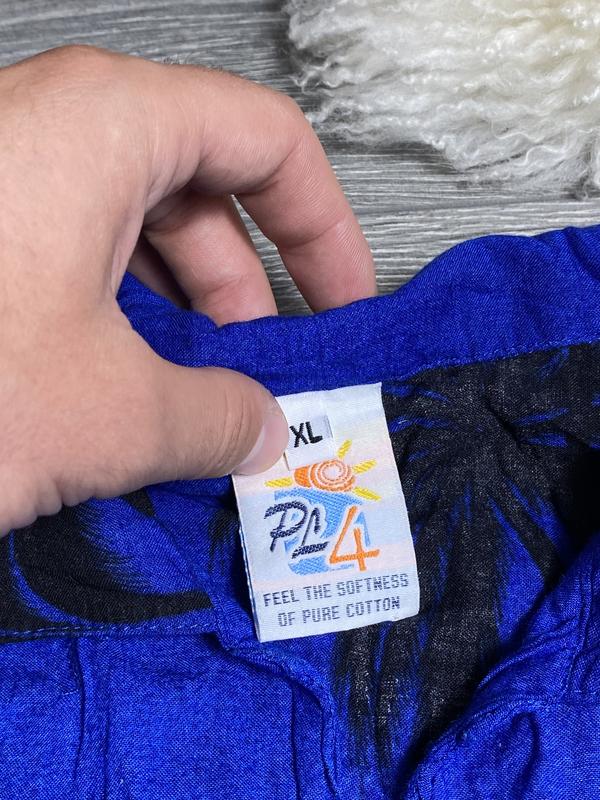 XL
PL4
FEEL THE SOFTNESS
OF PURE COTTON